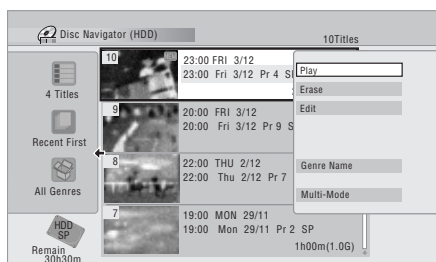 Disc Navigator (HDD)
10Titles
4 Titles
Recent First
All Genres
HDD
SP
Remain
30h30m
10
23:00 FRI 3/12
23:00 Fri 3/12 Pr 4
9
20:00 FRI 3/12
20:00 Fri 3/12 Pr 9
8
22:00 THU 2/12
22:00 Thu 2/12 Pr 7
7
19:00 MON 29/11
19:00 Mon 29/11 Pr 2 SP
1h00m(1.0G)
Play
Erase
Edit
Genre Name
Multi-Mode